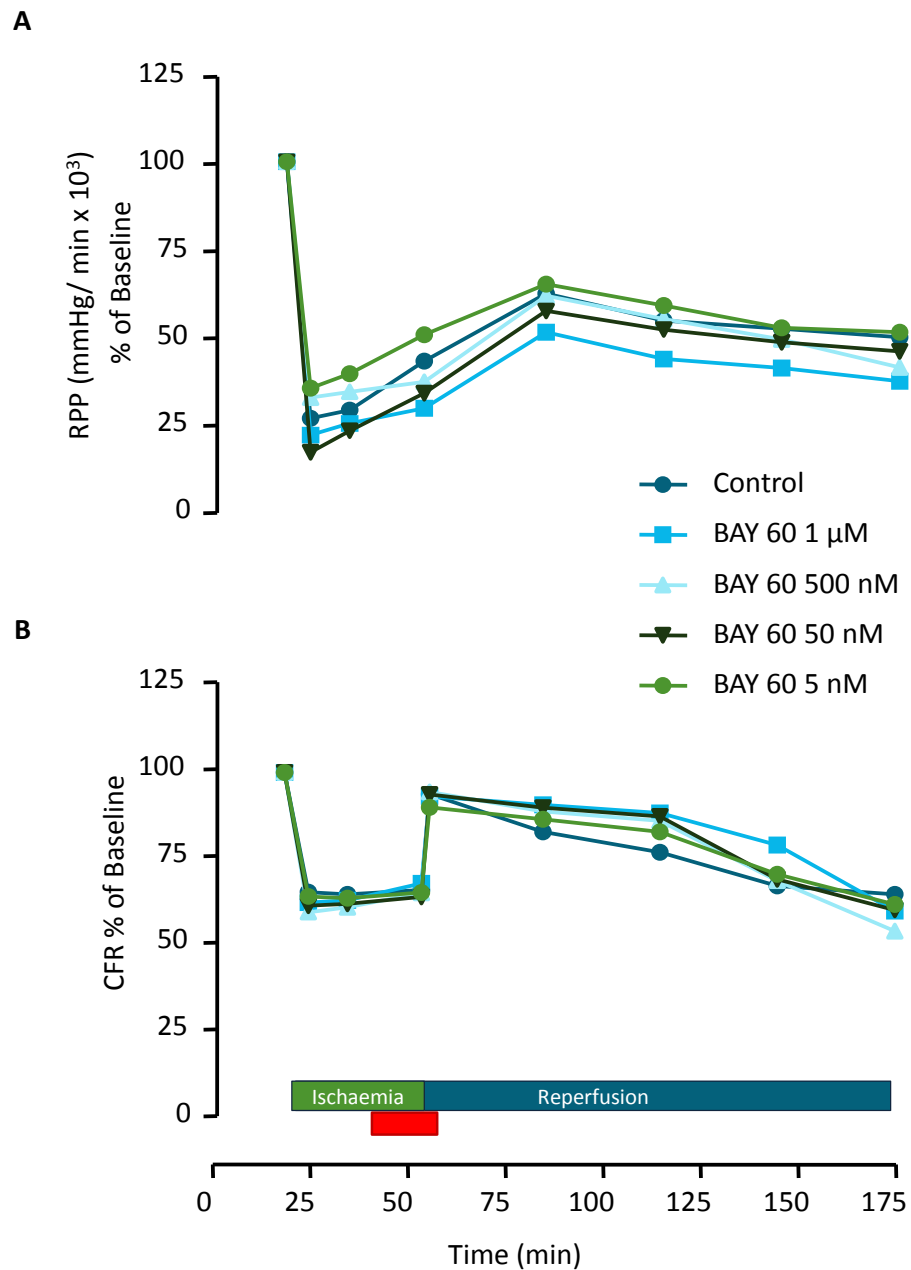 A
125
100
75
50
25
0
RPP (mmHg/ min x 10³)
% of Baseline
Control
BAY 60 1 µM
BAY 60 500 nM
BAY 60 50 nM
BAY 60 5 nM
B
125
100
75
50
25
0
CFR % of Baseline
Ischaemia
Reperfusion
0 25 50 75 100 125 150 175
Time (min)